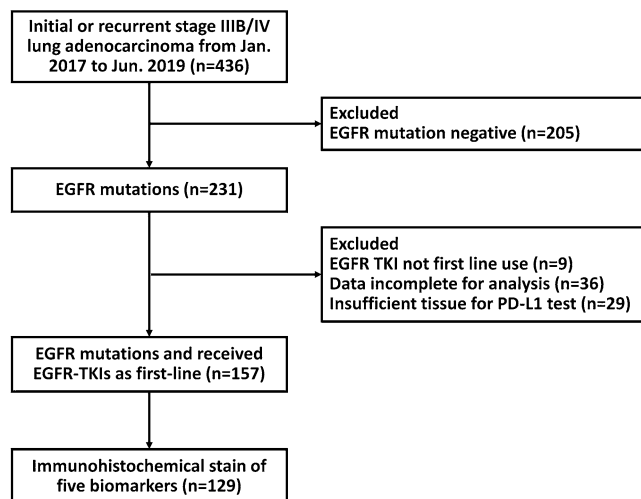 Initial or recurrent stage IIIB/IV
lung adenocarcinoma from Jan.
2017 to Jun. 2019 (n=436)
Excluded
EGFR mutation negative (n=205)
EGFR mutations (n=231)
Excluded
EGFR TKI not first line use (n=9)
Data incomplete for analysis (n=36)
Insufficient tissue for PD-L1 test (n=29)
EGFR mutations and received
EGFR-TKIs as first-line (n=157)
Immunohistochemical stain of
five biomarkers (n=129)